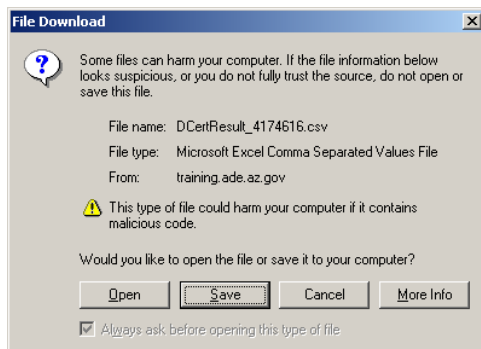 File Download
Some files can harm your computer. If the file information below
looks suspicious, or you do not fully trust the source, do not open or
save this file.
File name: DCertResult_4174616.csv
File type: Microsoft Excel Comma Separated Values File
From: training.ade.az.gov
This type of file could harm your computer if it contains
malicious code.
Would you like to open the file or save it to your computer?
Open Save Cancel More Info
Always ask before opening this type of file